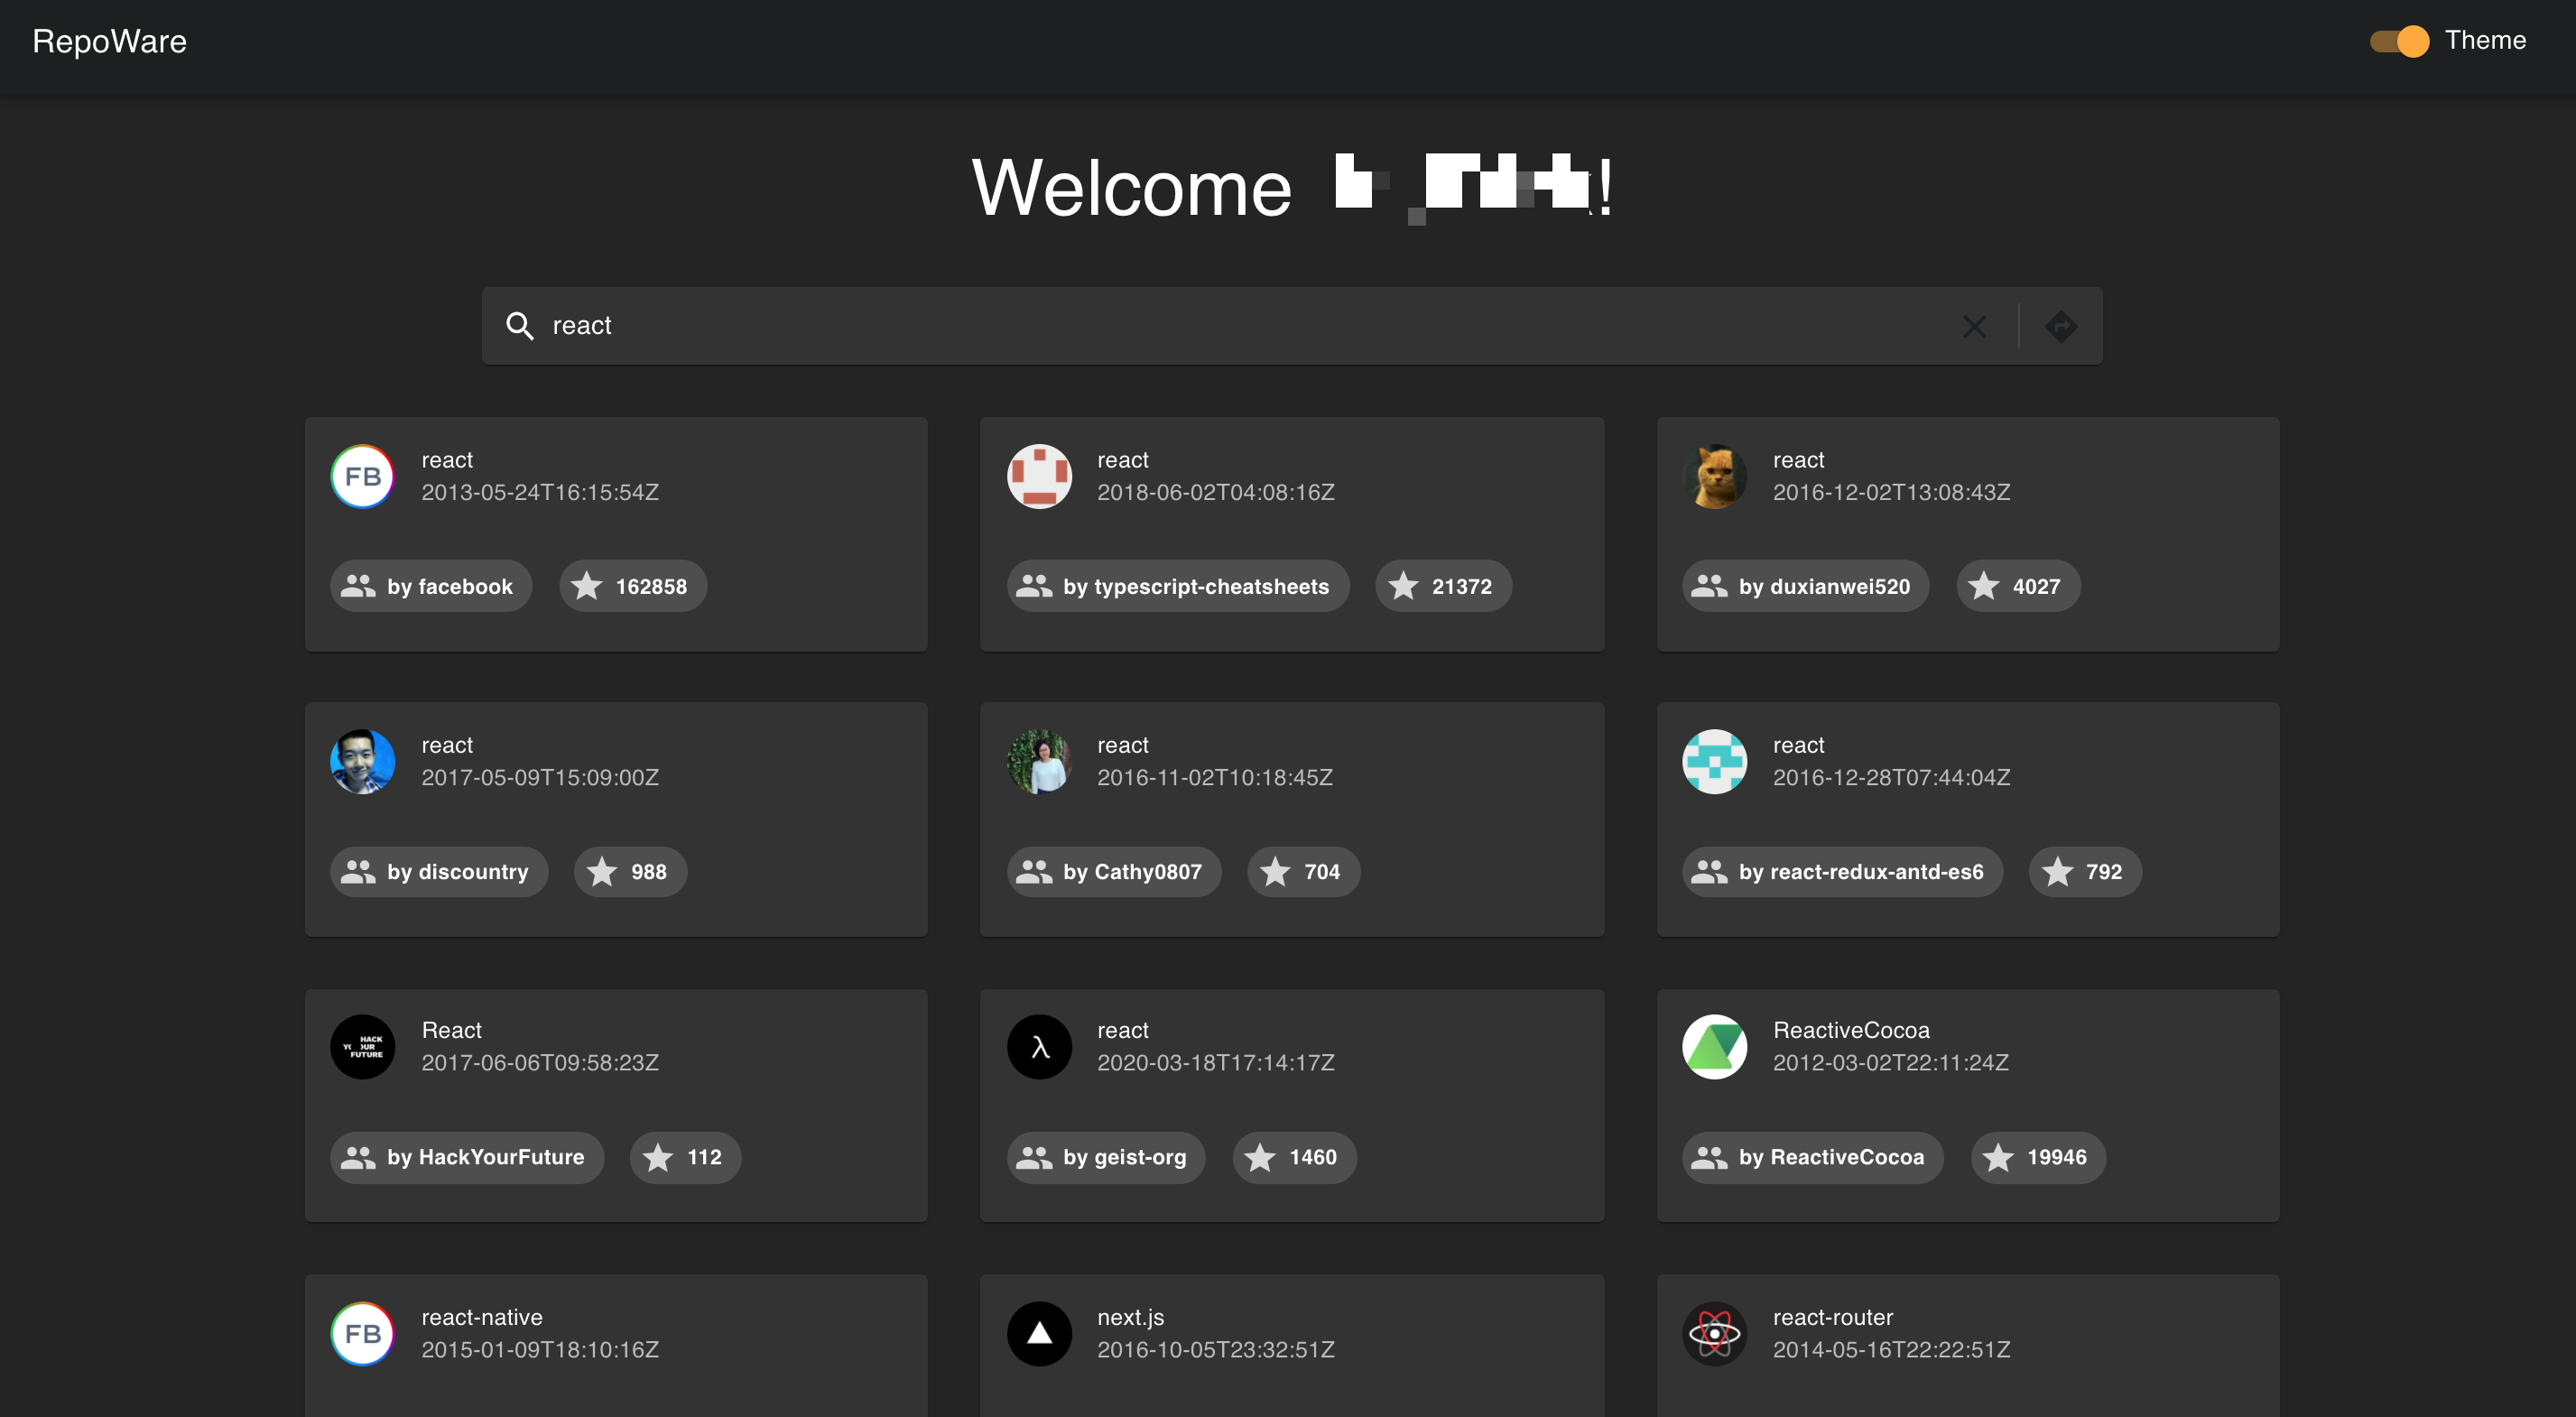 RepoWare
Theme
Welcome !
react
FB
react
2013-05-24T16:15:54Z
by facebook
162858
react
2018-06-02T04:08:16Z
by typescript-cheatsheets
21372
react
2016-12-02T13:08:43Z
by duxianwei520
4027
react
2017-05-09T15:09:00Z
by discountry
988
react
2016-11-02T10:18:45Z
by Cathy0807
704
react
2016-12-28T07:44:04Z
by react-redux-antd-es6
792
HACK
FUTURE
React
2017-06-06T09:58:23Z
by HackYourFuture
112
λ
react
2020-03-18T17:14:17Z
by geist-org
1460
ReactiveCocoa
2012-03-02T22:11:24Z
by ReactiveCocoa
19946
FB
react-native
2015-01-09T18:10:16Z
next.js
2016-10-05T23:32:51Z
react-router
2014-05-16T22:22:51Z